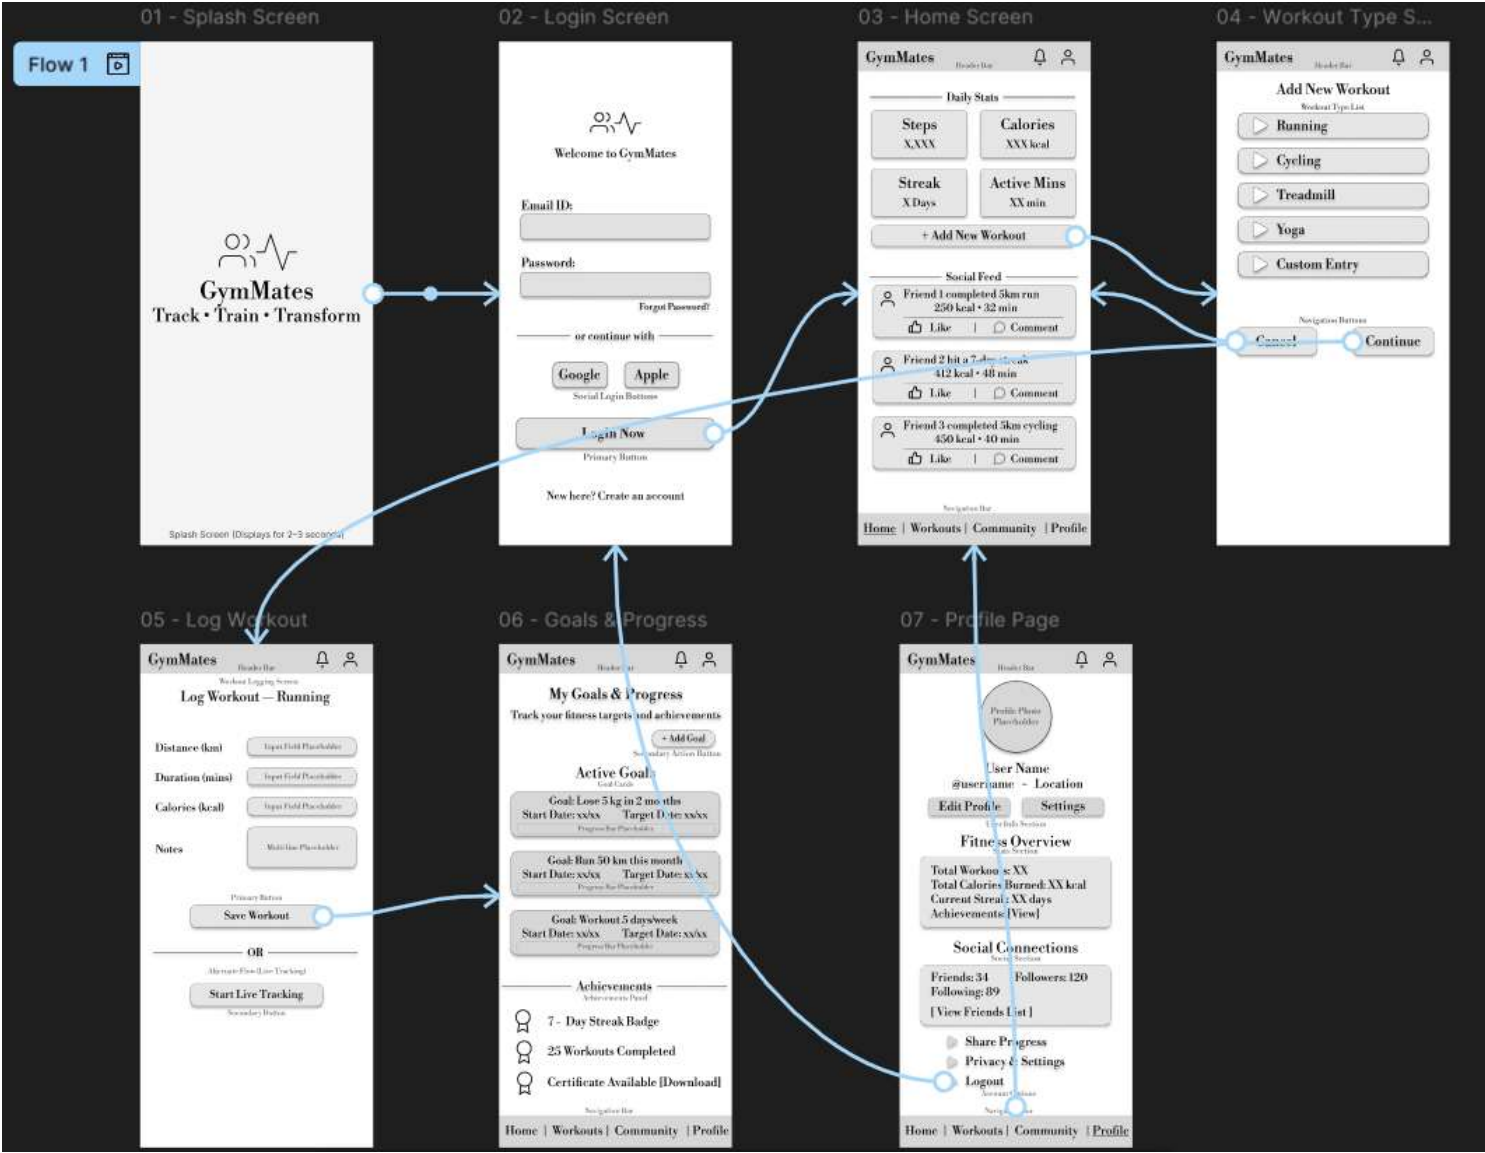 01 - Splash Screen
Flow 1
GymMates
Track • Train • Transform
Splash Screen (Displays for 2-3 seconds)
02 - Login Screen
Welcome to GymMates
Email ID:
Password:
Forgot Password?
or continue with
Google
Apple
Social Login Buttons
Login Now
Primary Button
New here? Create an account
03 - Home Screen
GymMates
Header Bar
Daily Stats
Steps
X,XXX
Calories
XXX kcal
Streak
X Days
Active Mins
XX min
+ Add New Workout
Social Feed
Friend 1 completed 5km run
250 kcal • 32 min
Like | Comment
Friend 2 hit a 7-day streak
412 kcal • 48 min
Like | Comment
Friend 3 completed 5km cycling
450 kcal • 40 min
Like | Comment
Navigation Bar
Home | Workouts | Community | Profile
04 - Workout Type S...
GymMates
Header Bar
Add New Workout
Workout Type List
Running
Cycling
Treadmill
Yoga
Custom Entry
Navigation Buttons
Cancel
Continue
05 - Log Workout
GymMates
Header Bar
Workout Logging Screen
Log Workout — Running
Distance (km)
Input Field Placeholder
Duration (mins)
Input Field Placeholder
Calories (kcal)
Input Field Placeholder
Notes
Multi-line Placeholder
Primary Button
Save Workout
OR
Alternate Flow (Live Tracking)
Start Live Tracking
Secondary Button
06 - Goals & Progress
GymMates
Header Bar
My Goals & Progress
Track your fitness targets and achievements
+ Add Goal
Secondary Action Button
Active Goals
Goal Cards
Goal: Lose 5 kg in 2 months
Start Date: xx/xx Target Date: xx/xx
Progress Bar Placeholder
Goal: Run 50 km this month
Start Date: xx/xx Target Date: xx/xx
Progress Bar Placeholder
Goal: Workout 5 days/week
Start Date: xx/xx Target Date: xx/xx
Progress Bar Placeholder
Achievements
Achievements Panel
7 - Day Streak Badge
25 Workouts Completed
Certificate Available [Download]
Navigation Bar
Home | Workouts | Community | Profile
07 - Profile Page
GymMates
Header Bar
Profile Photo
Placeholder
User Name
@username - Location
Edit Profile
Settings
User Info Section
Fitness Overview
Stats Section
Total Workouts: XX
Total Calories Burned: XX kcal
Current Streak: XX days
Achievements: [View]
Social Connections
Social Section
Friends: 34 Followers: 120
Following: 89
[ View Friends List ]
Share Progress
Privacy & Settings
Logout
Account Options
Navigation Bar
Home | Workouts | Community | Profile